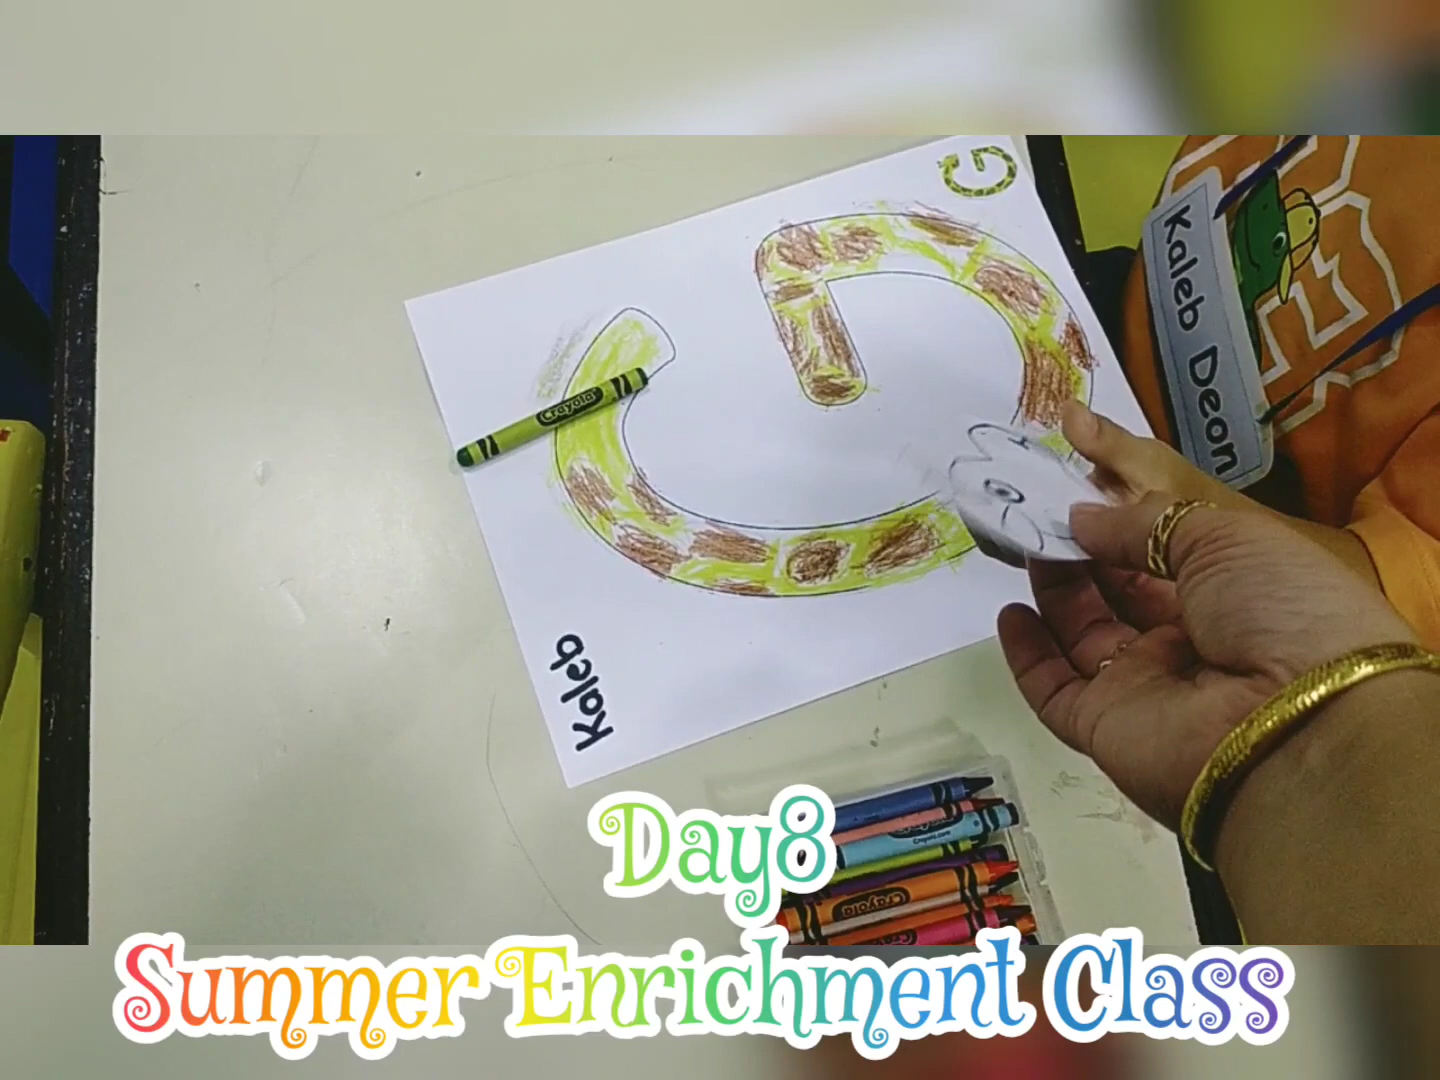 G
G
Kaleb Deon
Crayola
Kaleb
Crayola
Day8
Summer Enrichment Class